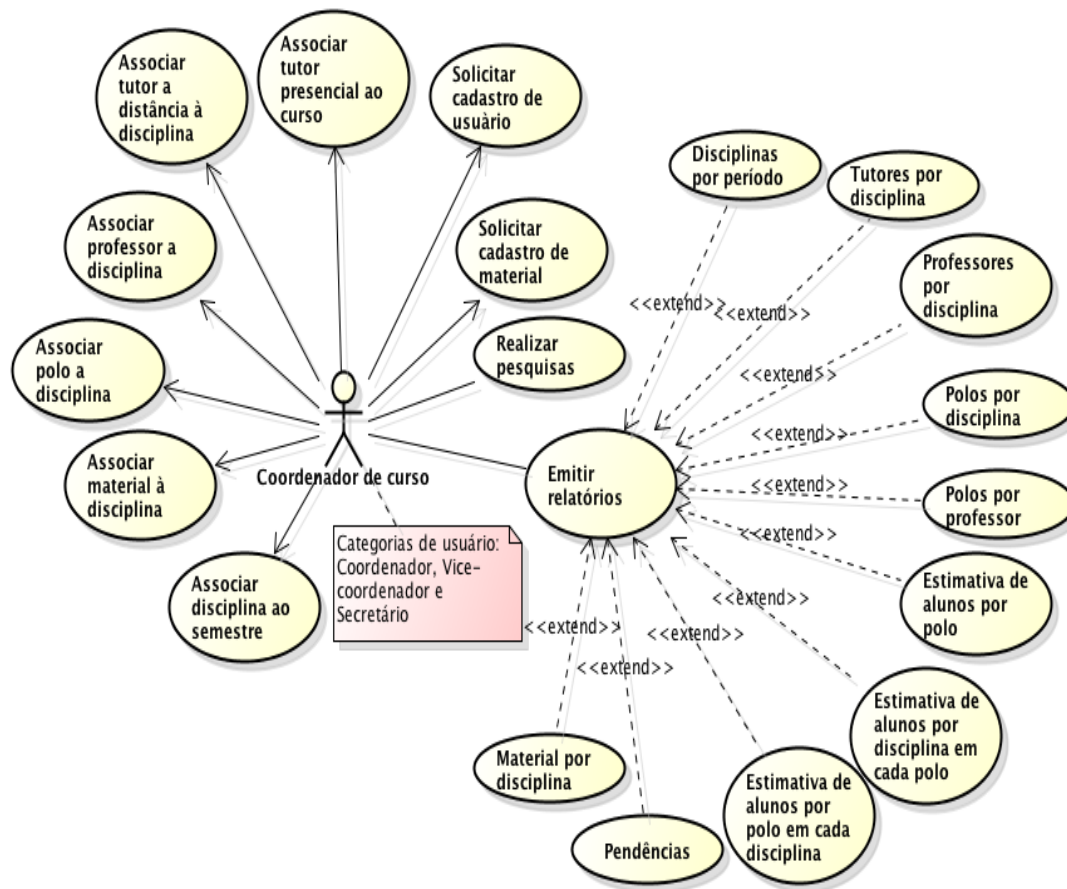 Associar
tutor a
distância à
disciplina
Associar
tutor
presencial ao
curso
Solicitar
cadastro de
usuàrio
Associar
professor a
disciplina
Solicitar
cadastro de
material
Associar
polo a
disciplina
Realizar
pesquisas
Associar
material à
disciplina
Coordenador de curso
Associar
disciplina ao
semestre
Categorias de usuário:
Coordenador, Vice-
coordenador e
Secretário
Emitir
relatórios
Disciplinas
por período
Tutores por
disciplina
Professores
por
disciplina
Polos por
disciplina
Polos por
professor
Estimativa de
alunos por
polo
Estimativa de
alunos por
disciplina em
cada polo
Estimativa de
alunos por
polo em cada
disciplina
Pendências
Material por
disciplina
<<extend>>
<<extend>>
<<extend>>
<<extend>>
<<extend>>
<<extend>>
<<extend>>
<<extend>>
<<extend>>
<<extend>>